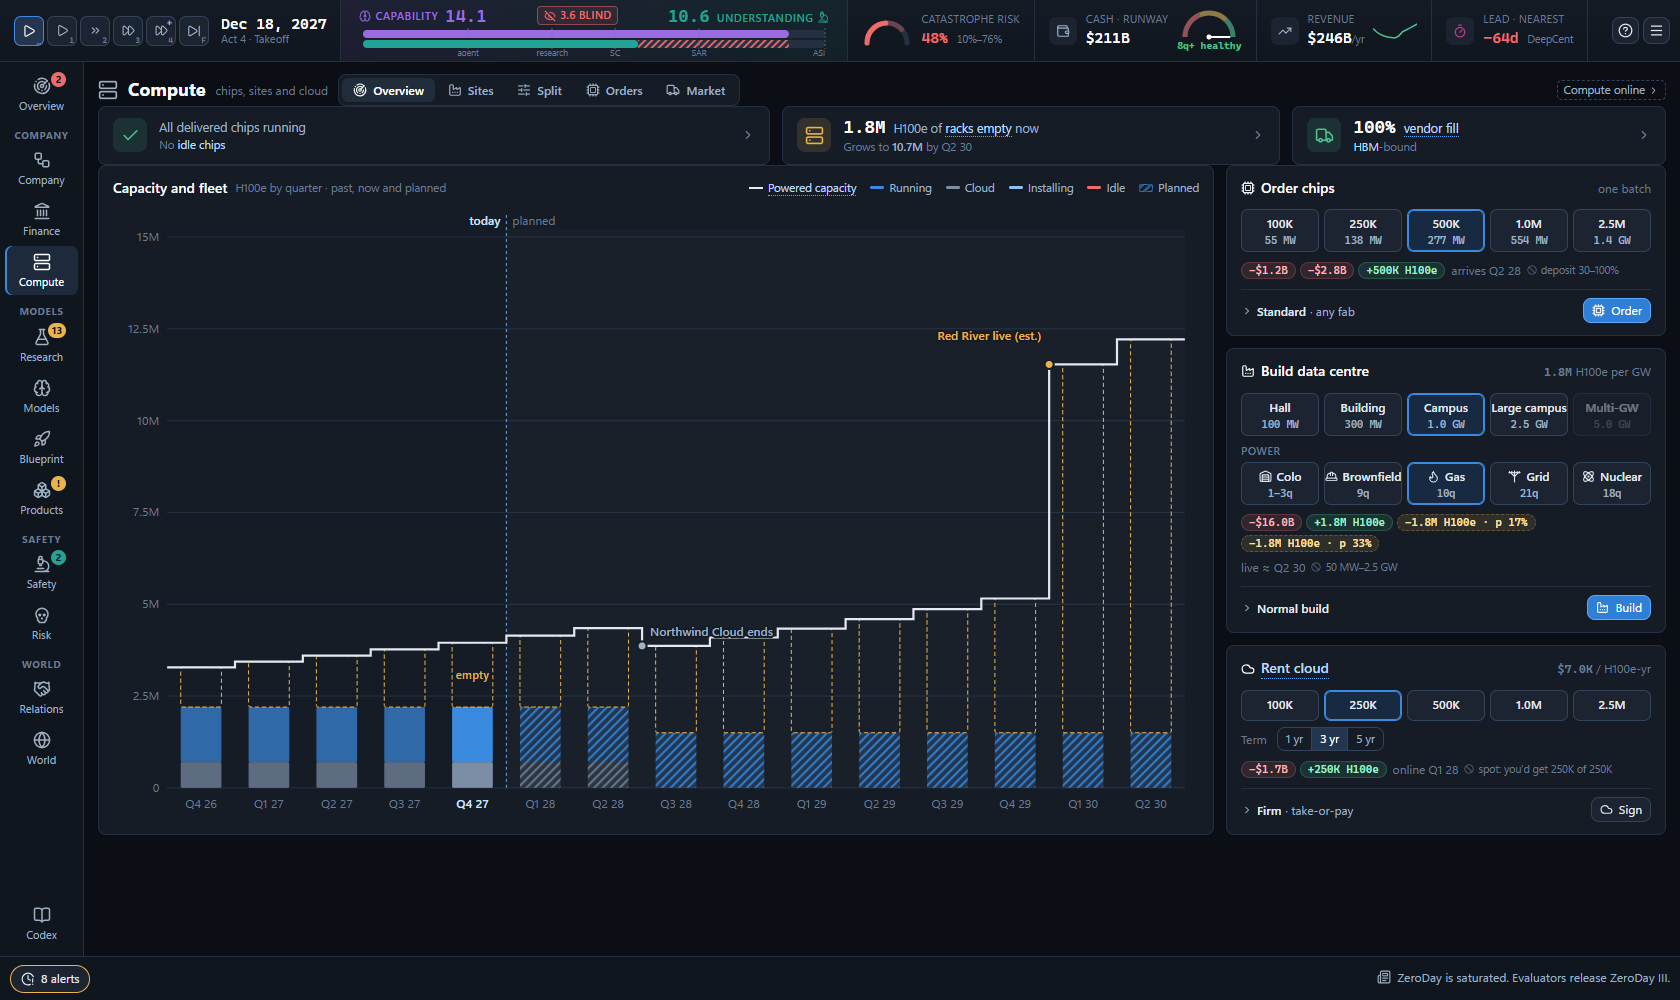 1
2
3
4
F
Dec 18, 2027
Act 4 · Takeoff
CAPABILITY 14.1
3.6 BLIND
10.6 UNDERSTANDING
agent
research
SC
SAR
ASI
CATASTROPHE RISK
48% 10%–76%
CASH · RUNWAY
$211B
8q+ healthy
REVENUE
$246B/yr
LEAD · NEAREST
−64d DeepCent
2
Overview
COMPANY
Company
Finance
Compute
MODELS
13
Research
Models
Blueprint
!
Products
SAFETY
2
Safety
Risk
WORLD
Relations
World
Codex
Compute chips, sites and cloud
Overview
Sites
Split
Orders
Market
Compute online ›
All delivered chips running
No idle chips
1.8M H100e of racks empty now
Grows to 10.7M by Q2 30
100% vendor fill
HBM-bound
Capacity and fleet H100e by quarter · past, now and planned
Powered capacity
Running
Cloud
Installing
Idle
Planned
today planned
15M
12.5M
10M
7.5M
5M
2.5M
0
Red River live (est.)
Northwind Cloud ends
empty
Q4 26
Q1 27
Q2 27
Q3 27
Q4 27
Q1 28
Q2 28
Q3 28
Q4 28
Q1 29
Q2 29
Q3 29
Q4 29
Q1 30
Q2 30
Order chips one batch
100K
55 MW
250K
138 MW
500K
277 MW
1.0M
554 MW
2.5M
1.4 GW
−$1.2B −$2.8B +500K H100e arrives Q2 28 deposit 30–100%
Standard · any fab
Order
Build data centre 1.8M H100e per GW
Hall
100 MW
Building
300 MW
Campus
1.0 GW
Large campus
2.5 GW
Multi-GW
5.0 GW
POWER
Colo
1–3q
Brownfield
9q
Gas
10q
Grid
21q
Nuclear
18q
−$16.0B +1.8M H100e −1.8M H100e · p 17%
−1.8M H100e · p 33%
live ≈ Q2 30 50 MW–2.5 GW
Normal build
Build
Rent cloud $7.0K / H100e-yr
100K
250K
500K
1.0M
2.5M
Term 1 yr 3 yr 5 yr
−$1.7B +250K H100e online Q1 28 spot: you'd get 250K of 250K
Firm · take-or-pay
Sign
8 alerts
ZeroDay is saturated. Evaluators release ZeroDay III.